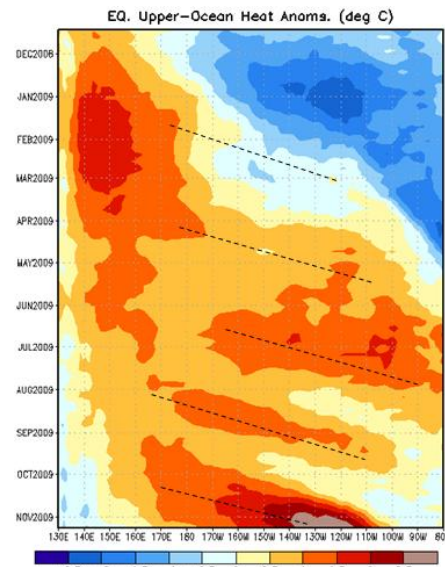 EQ. Upper-Ocean Heat Anoms. (deg C)
DEC2008
JAN2009
FEB2009
MAR2009
APR2009
MAY2009
JUN2009
JUL2009
AUG2009
SEP2009
OCT2009
NOV2009
130E 140E 150E 160E 170E 180 170W 160W 150W 140W 130W 120W 110W 100W 90W 80